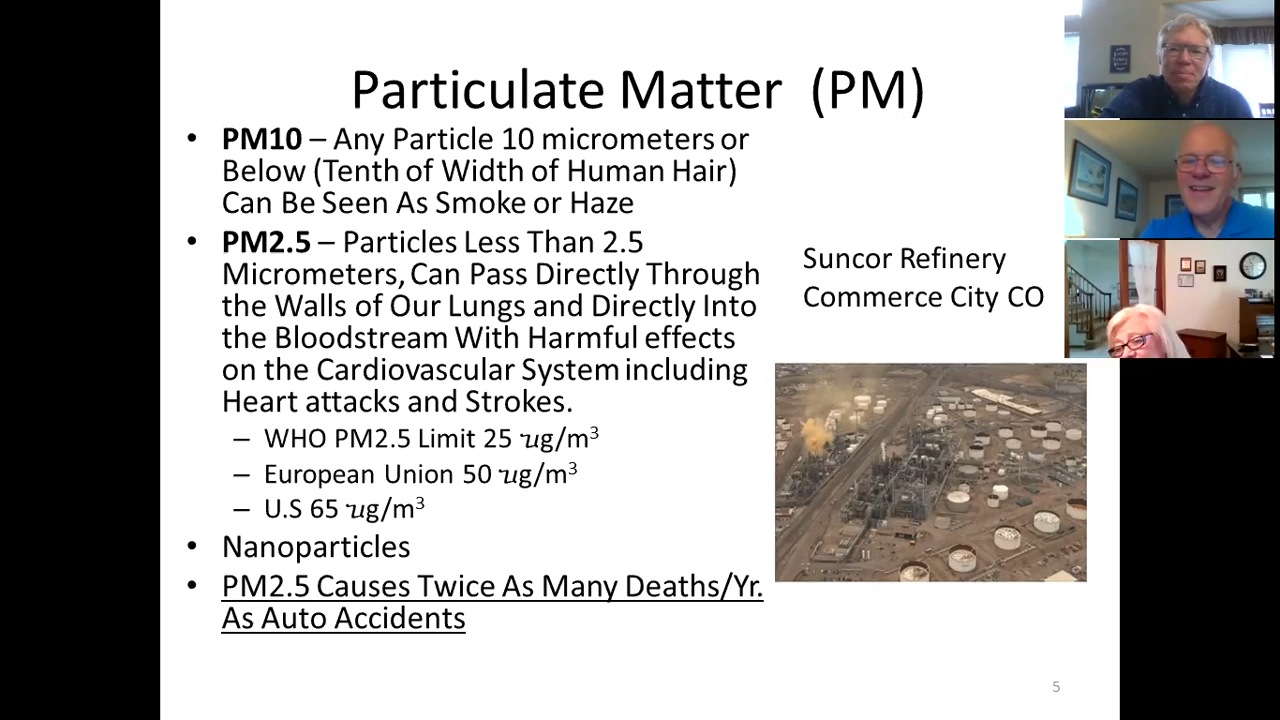 Particulate Matter (PM)
• PM10 – Any Particle 10 micrometers or
Below (Tenth of Width of Human Hair)
Can Be Seen As Smoke or Haze
• PM2.5 – Particles Less Than 2.5
Micrometers, Can Pass Directly Through
the Walls of Our Lungs and Directly Into
the Bloodstream With Harmful effects
on the Cardiovascular System including
Heart attacks and Strokes.
– WHO PM2.5 Limit 25 ug/m³
– European Union 50 ug/m³
– U.S 65 ug/m³
• Nanoparticles
• PM2.5 Causes Twice As Many Deaths/Yr.
As Auto Accidents
Suncor Refinery
Commerce City CO
5